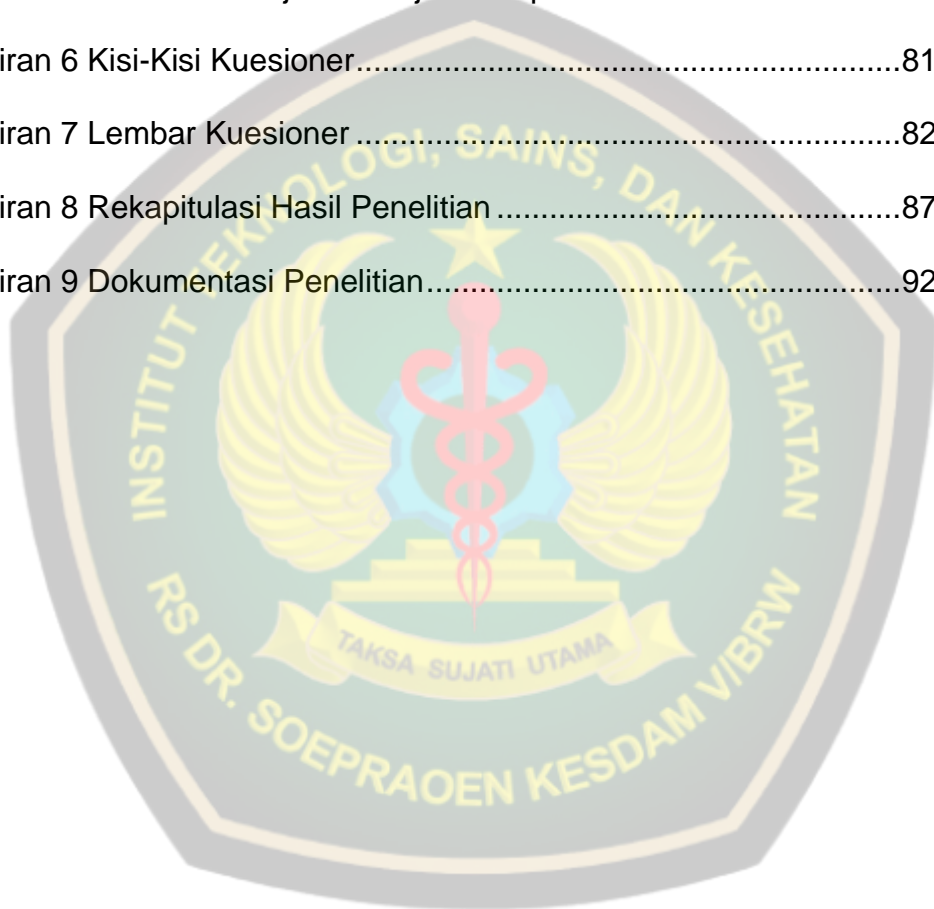 iran 6 Kisi-Kisi Kuesioner....................................................................81
iran 7 Lembar Kuesioner....................................................................82
iran 8 Rekapitulasi Hasil Penelitian..................................................87
iran 9 Dokumentasi Penelitian..........................................................92
INSTITUT TEKNOLOGI, SAINS, DAN KESEHATAN
TAKSA SUJATI UTAMA
RS DR. SOEPRAOEN KESDAM V/BRW